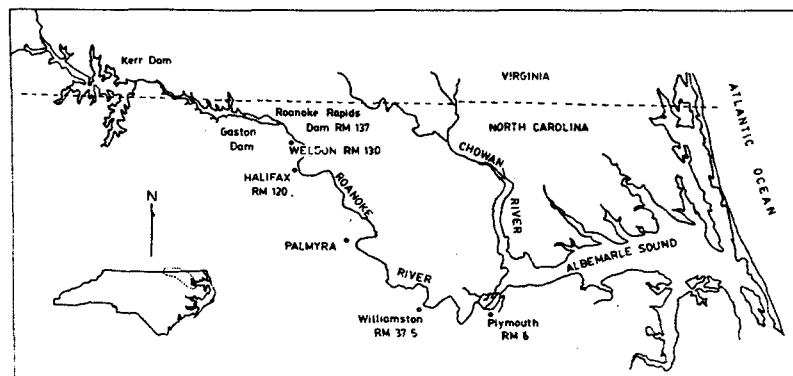 Kerr Dam
VIRGINIA
Roanoke Rapids
Dam RM 137
Gaston
Dam
NORTH CAROLINA
WELDON RM 130
CHOWAN
RIVER
HALIFAX
RM 120
ROANOKE
N
PALMYRA
RIVER
ALBEMARLE SOUND
ATLANTIC
OCEAN
Williamston
RM 37 5
Plymouth
RM 6